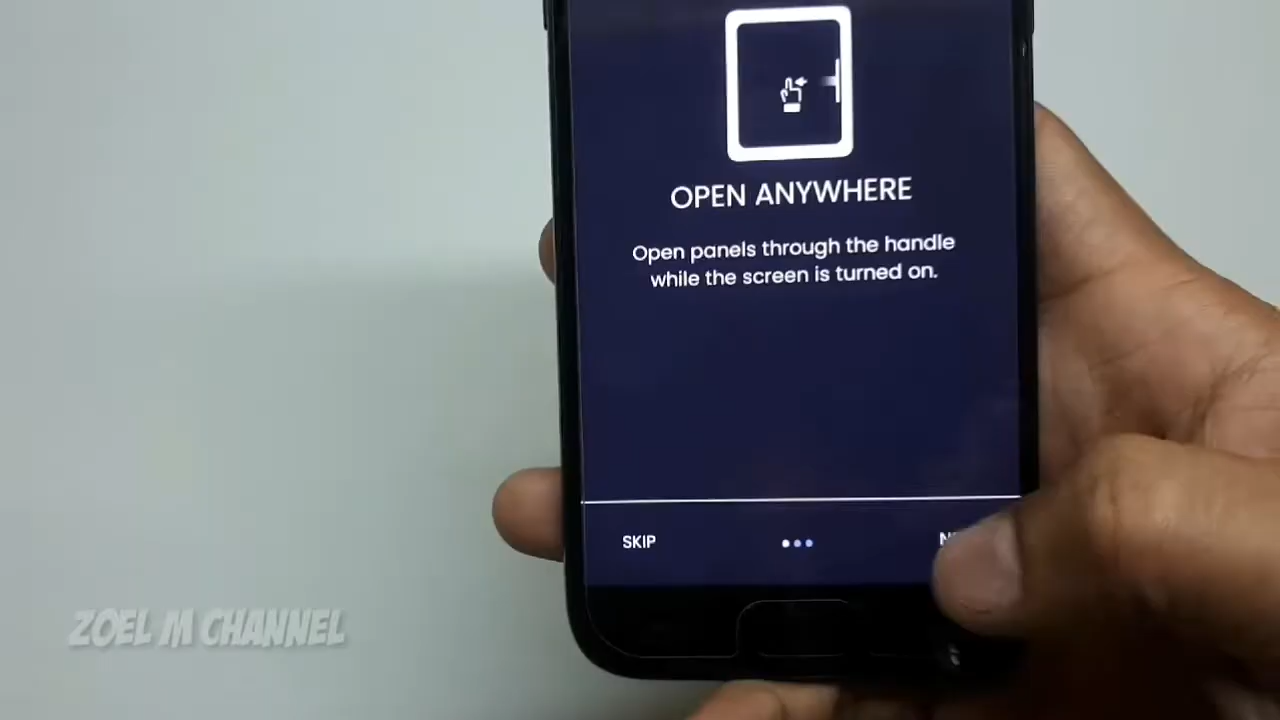 OPEN ANYWHERE
Open panels through the handle
while the screen is turned on.
SKIP
ZOEL M CHANNEL